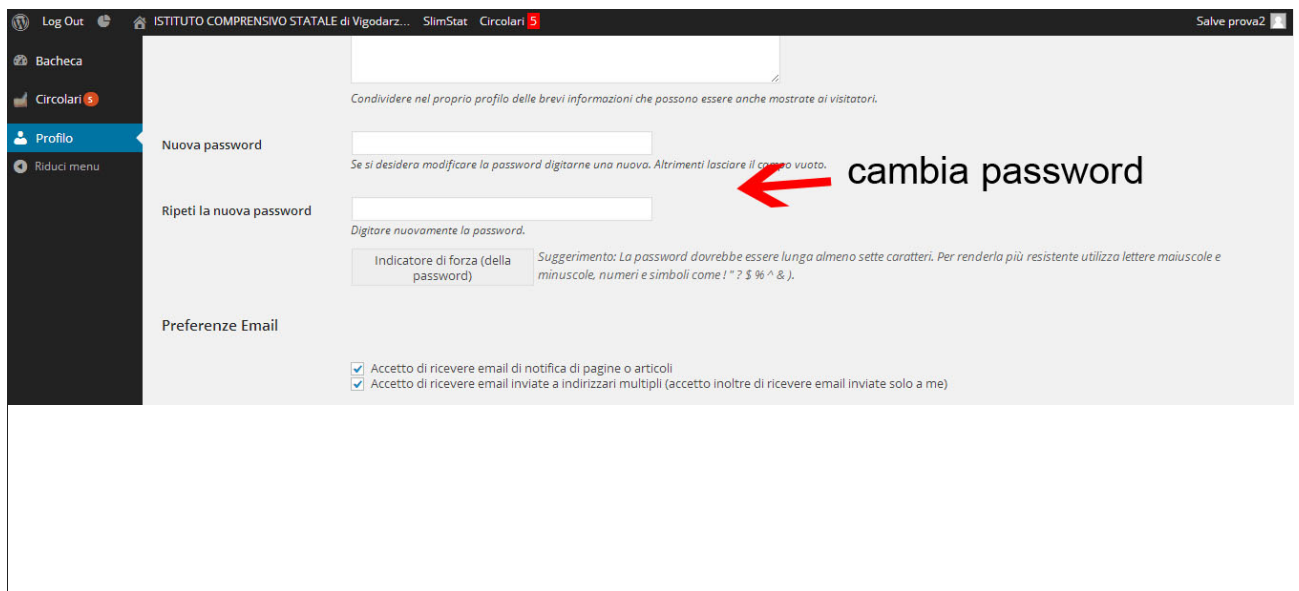 Log Out ISTITUTO COMPRENSIVO STATALE di Vigodarz... SlimStat Circolari 5 Salve prova2
Bacheca
Circolari 5
Profilo
Riduci menu
Condividere nel proprio profilo delle brevi informazioni che possono essere anche mostrate ai visitatori.
Nuova password
Se si desidera modificare la password digitarne una nuova. Altrimenti lasciare il campo vuoto.
cambia password
Ripeti la nuova password
Digitare nuovamente la password.
Indicatore di forza (della
password)
Suggerimento: La password dovrebbe essere lunga almeno sette caratteri. Per renderla più resistente utilizza lettere maiuscole e
minuscole, numeri e simboli come ! " ? $ % ^ & ).
Preferenze Email
Accetto di ricevere email di notifica di pagine o articoli
Accetto di ricevere email inviate a indirizzari multipli (accetto inoltre di ricevere email inviate solo a me)